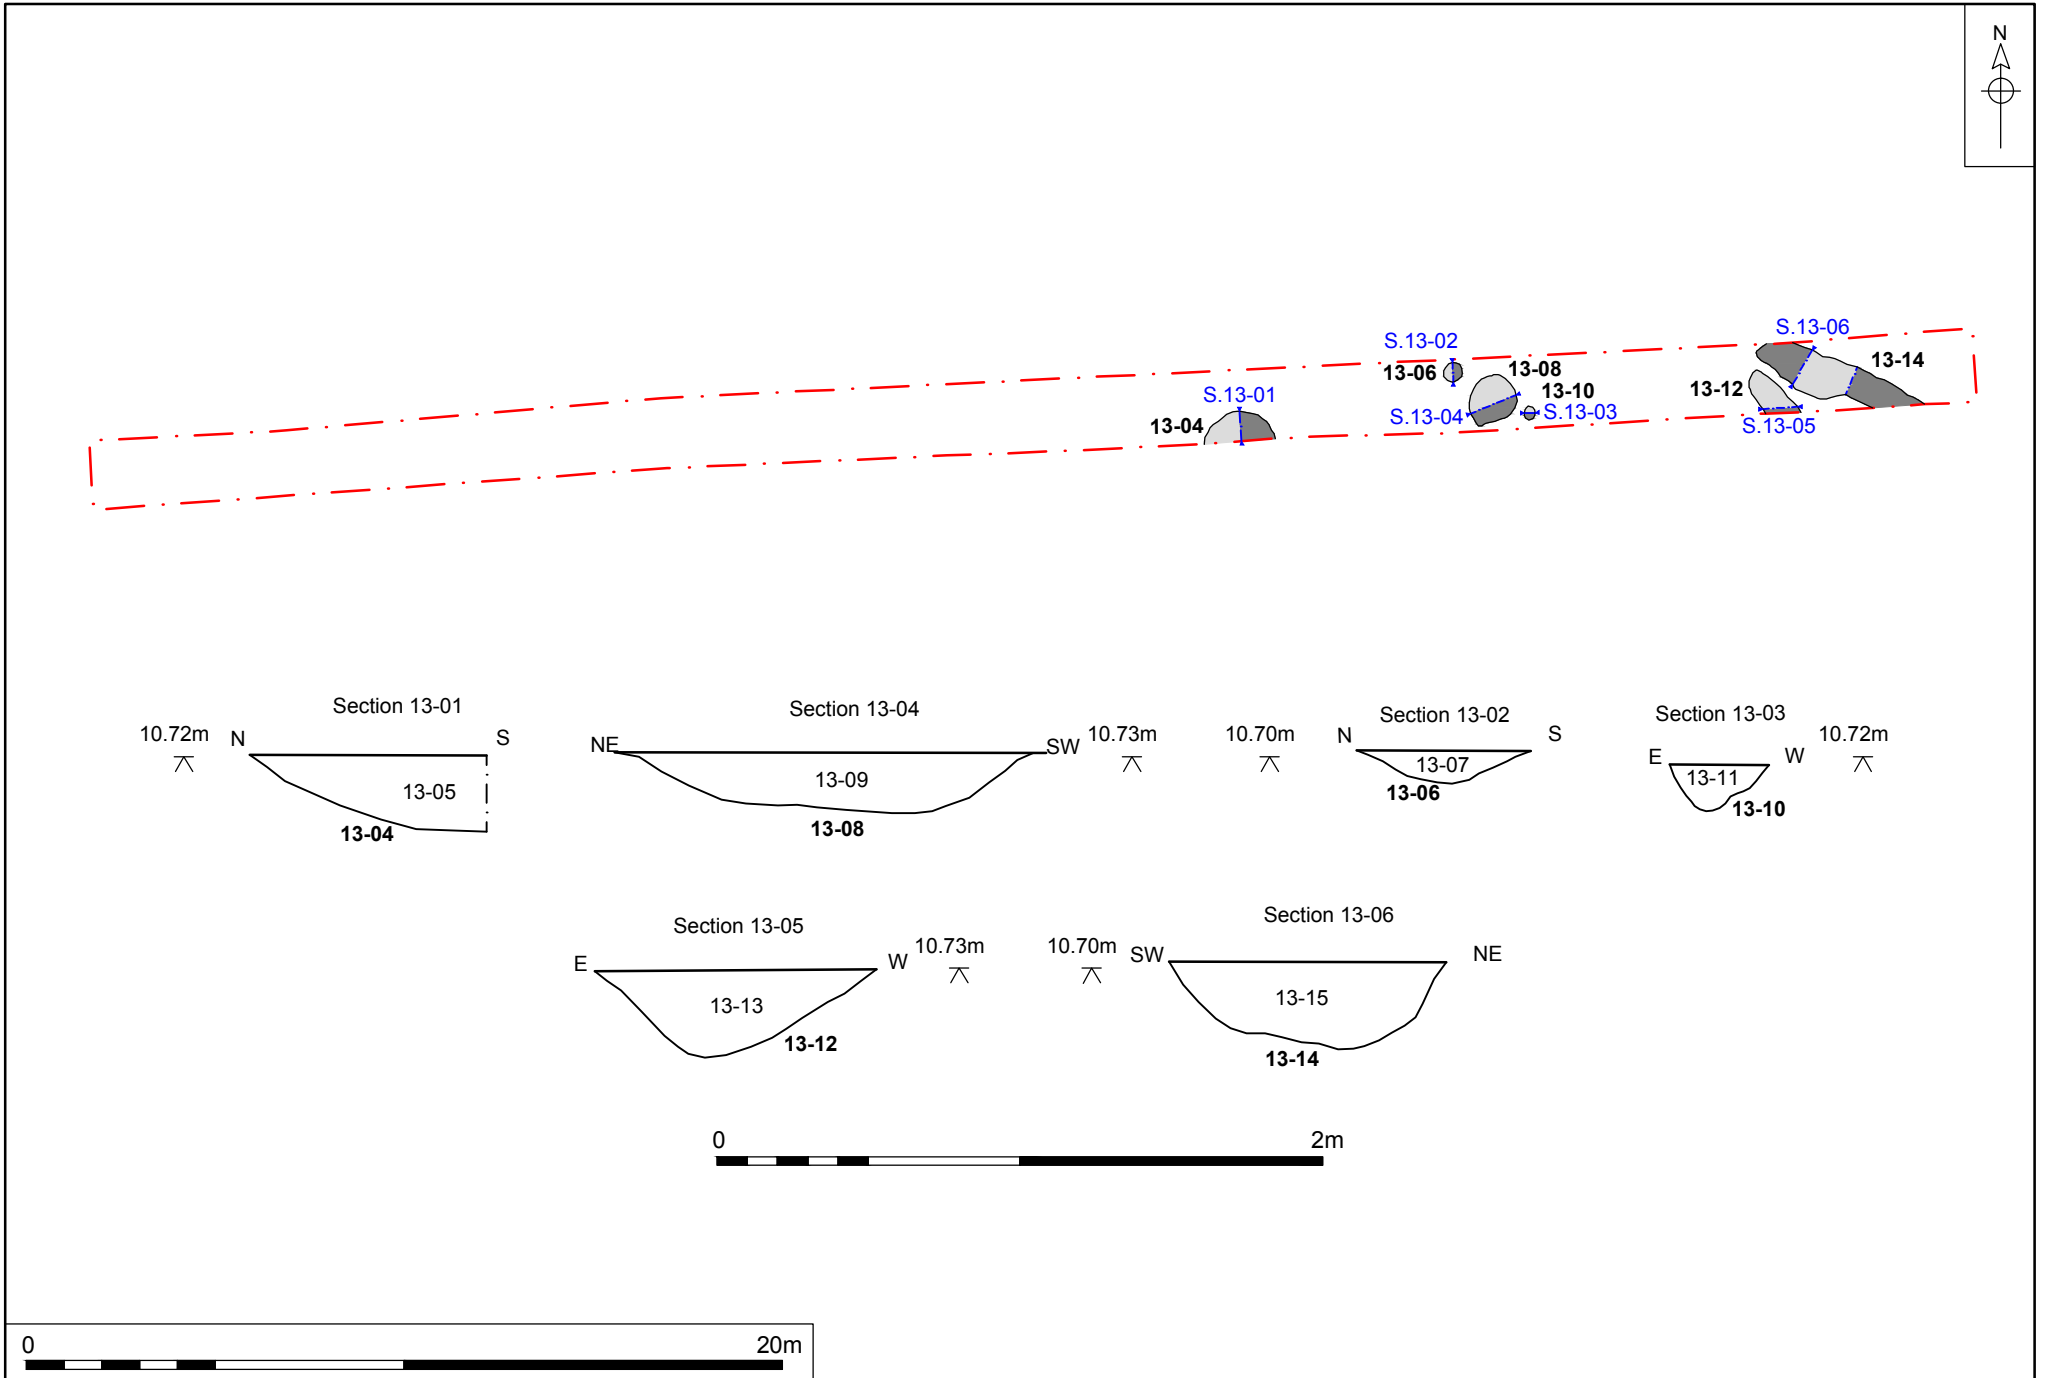 N
S.13-06
S.13-02
13-06
13-08
13-14
13-10
13-12
S.13-01
13-04
S.13-04
S.13-03
S.13-05
Section 13-01
Section 13-04
Section 13-02
Section 13-03
10.72m
N
S
NE
SW
10.73m
10.70m
N
S
E
W
10.72m
13-05
13-04
13-09
13-08
13-07
13-06
13-11
13-10
Section 13-05
Section 13-06
E
W
10.73m
10.70m
SW
NE
13-13
13-12
13-15
13-14
0 2m
0 20m